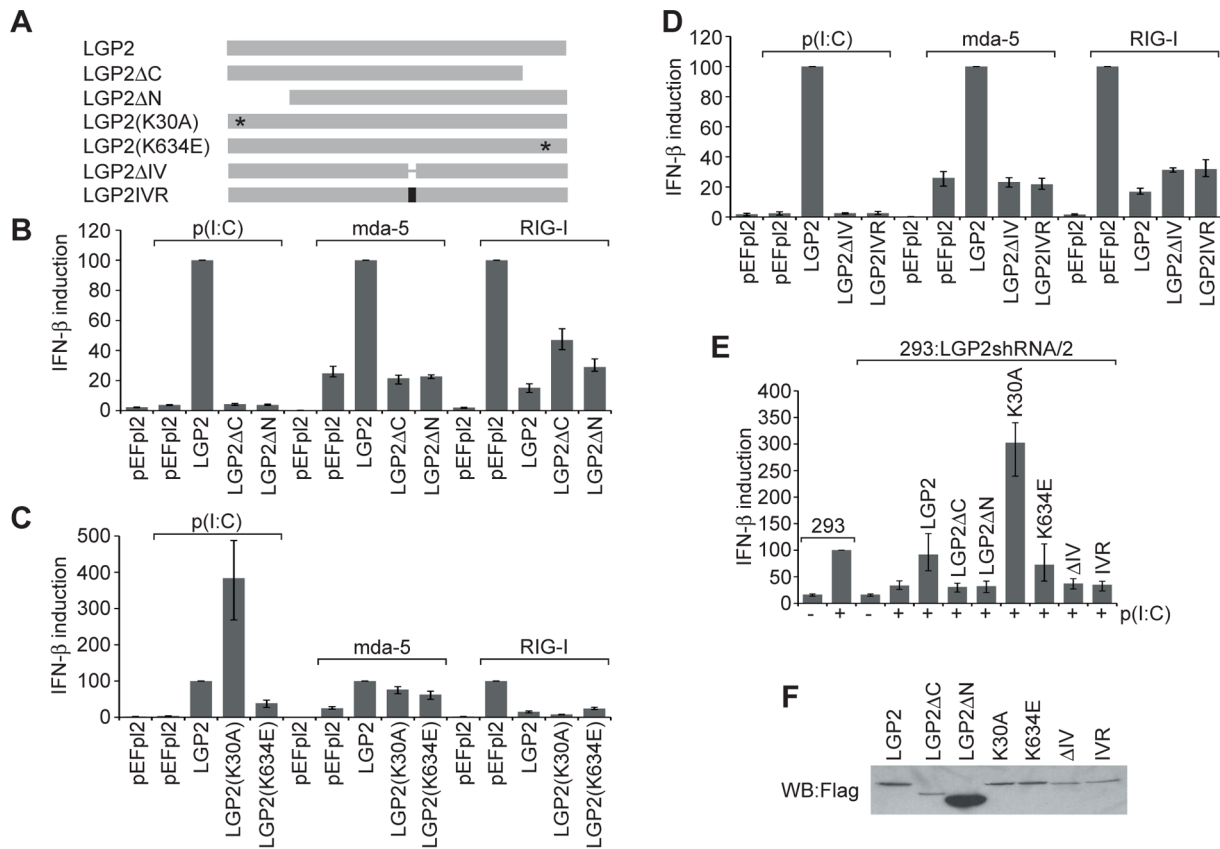 A
LGP2
LGP2ΔC
LGP2ΔN
LGP2(K30A)
*
LGP2(K634E)
*
LGP2ΔIV
LGP2IVR
B
p(I:C)
mda-5
RIG-I
IFN-β induction
120
100
80
60
40
20
0
pEFpl2
pEFpl2
LGP2
LGP2ΔC
LGP2ΔN
pEFpl2
pEFpl2
LGP2
LGP2ΔC
LGP2ΔN
pEFpl2
pEFpl2
LGP2
LGP2ΔC
LGP2ΔN
C
p(I:C)
mda-5
RIG-I
IFN-β induction
500
400
300
200
100
0
pEFpl2
pEFpl2
LGP2
LGP2(K30A)
LGP2(K634E)
pEFpl2
pEFpl2
LGP2
LGP2(K30A)
LGP2(K634E)
pEFpl2
pEFpl2
LGP2
LGP2(K30A)
LGP2(K634E)
D
p(I:C)
mda-5
RIG-I
IFN-β induction
120
100
80
60
40
20
0
pEFpl2
pEFpl2
LGP2
LGP2ΔIV
LGP2IVR
pEFpl2
pEFpl2
LGP2
LGP2ΔIV
LGP2IVR
pEFpl2
pEFpl2
LGP2
LGP2ΔIV
LGP2IVR
E
293:LGP2shRNA/2
IFN-β induction
400
350
300
250
200
150
100
50
0
293
LGP2
LGP2ΔC
LGP2ΔN
K30A
K634E
ΔIV
IVR
- + - + + + + + + + + p(I:C)
F
LGP2
LGP2ΔC
LGP2ΔN
K30A
K634E
ΔIV
IVR
WB:Flag